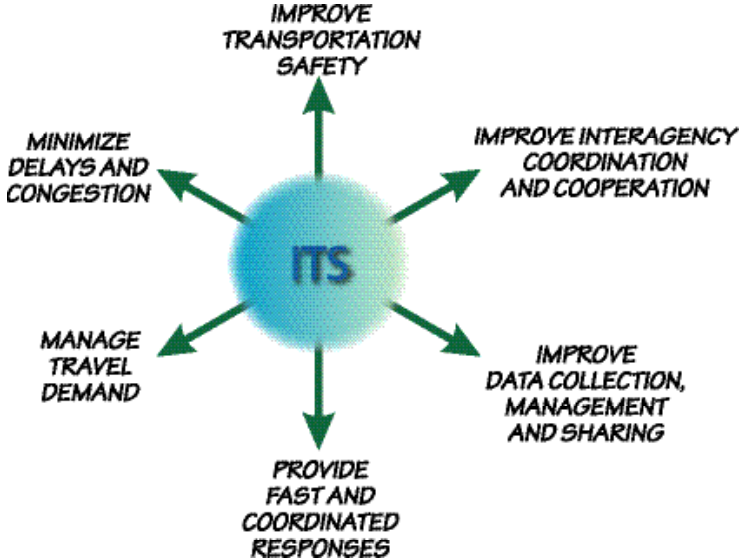 IMPROVE
TRANSPORTATION
SAFETY
IMPROVE INTERAGENCY
COORDINATION
AND COOPERATION
IMPROVE
DATA COLLECTION,
MANAGEMENT
AND SHARING
PROVIDE
FAST AND
COORDINATED
RESPONSES
MANAGE
TRAVEL
DEMAND
MINIMIZE
DELAYS AND
CONGESTION
ITS